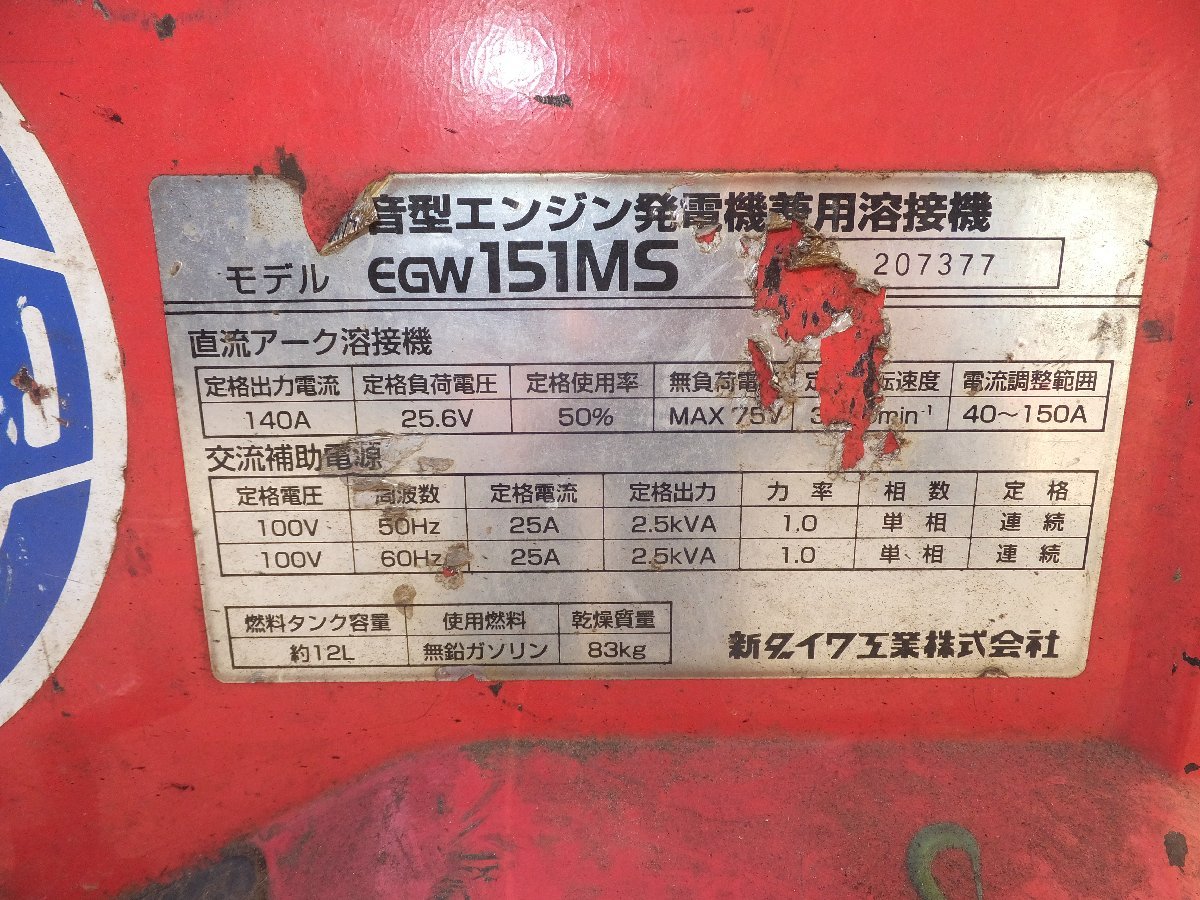 音型エンジン発電機兼用溶接機
モデル EGW151MS 207377
直流アーク溶接機
定格出力電流 定格負荷電圧 定格使用率 無負荷電 定 転速度 電流調整範囲
140A 25.6V 50% MAX 75V 3 min⁻¹ 40〜150A
交流補助電源
定格電圧 周波数 定格電流 定格出力 力率 相数 定格
100V 50Hz 25A 2.5kVA 1.0 単相 連続
100V 60Hz 25A 2.5kVA 1.0 単相 連続
燃料タンク容量 使用燃料 乾燥質量
約12L 無鉛ガソリン 83kg
新ダイワ工業株式会社